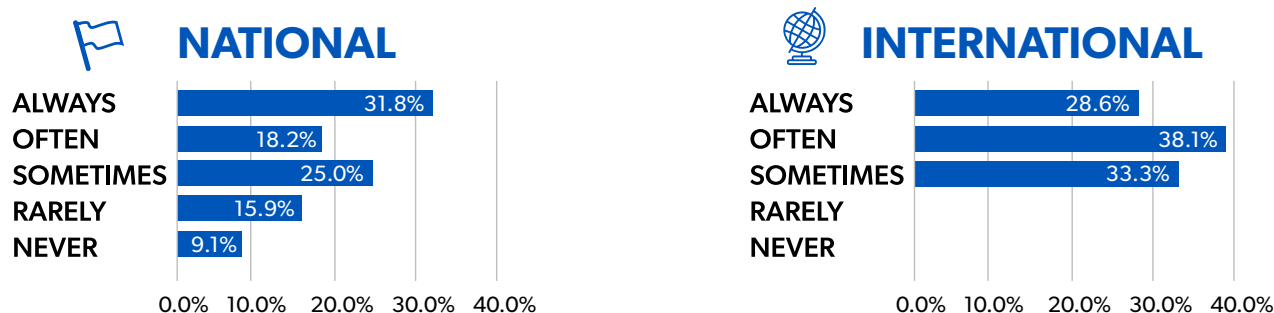 NATIONAL
ALWAYS 31.8%
OFTEN 18.2%
SOMETIMES 25.0%
RARELY 15.9%
NEVER 9.1%
0.0% 10.0% 20.0% 30.0% 40.0%
INTERNATIONAL
ALWAYS 28.6%
OFTEN 38.1%
SOMETIMES 33.3%
RARELY
NEVER
0.0% 10.0% 20.0% 30.0% 40.0%